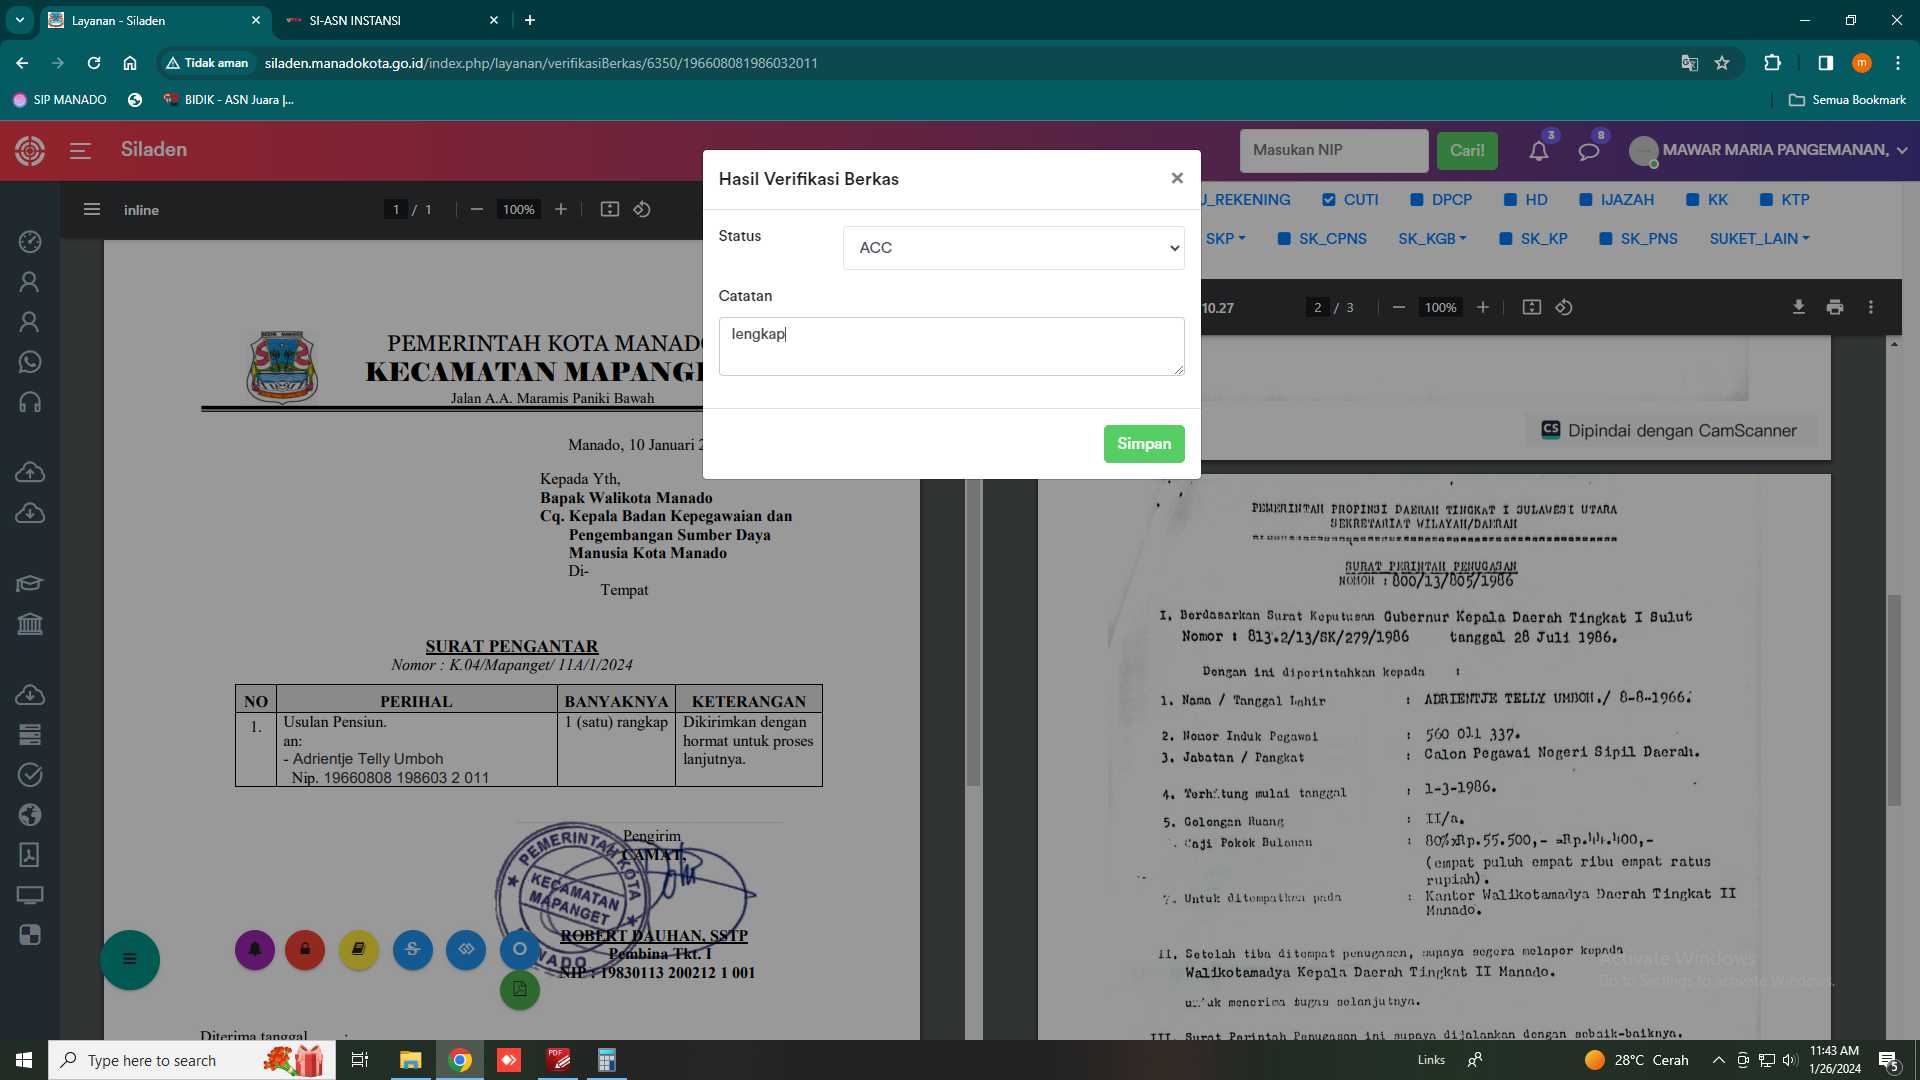 Layanan - Siladen
SI-ASN INSTANSI
Tidak aman
siladen.manadokota.go.id/index.php/layanan/verifikasiBerkas/6350/196608081986032011
m
SIP MANADO
BIDIK - ASN Juara |...
Semua Bookmark
Siladen
Masukan NIP
Cari!
3
8
MAWAR MARIA PANGEMANAN,
inline
1 / 1
100%
U_REKENING
CUTI
DPCP
HD
IJAZAH
KK
KTP
SKP
SK_CPNS
SK_KGB
SK_KP
SK_PNS
SUKET_LAIN
10.27
2 / 3
100%
Hasil Verifikasi Berkas
Status
ACC
Catatan
lengkap
Simpan
PEMERINTAH KOTA MANADO
KECAMATAN MAPANGE
Jalan A.A. Maramis Paniki Bawah
Manado, 10 Januari 2
Kepada Yth,
Bapak Walikota Manado
Cq. Kepala Badan Kepegawaian dan
Pengembangan Sumber Daya
Manusia Kota Manado
Di-
Tempat
SURAT PENGANTAR
Nomor : K.04/Mapanget/ 11A/1/2024
NO PERIHAL BANYAKNYA KETERANGAN
1. Usulan Pensiun. 1 (satu) rangkap Dikirimkan dengan
an: hormat untuk proses
- Adrientje Telly Umboh lanjutnya.
Nip. 19660808 198603 2 011
Pengirim
CAMAT,
PEMERINTAH KOTA
KECAMATAN
MAPANGET
NADO
ROBERT DAUHAN, SSTP
Pembina Tkt. I
NIP : 19830113 200212 1 001
Diterima tanggal :
CS Dipindai dengan CamScanner
PEMERINTAH PROPINSI DAERAH TINGKAT I SULAWESI UTARA
SEKRETARIAT WILAYAH/DAERAH
SURAT PERINTAH PENUGASAN
NOMOR : 800/13/805/1986
I. Berdasarkan Surat Keputusan Gubernur Kepala Daerah Tingkat I Sulut
Nomor : 813.2/13/SK/279/1986 tanggal 28 Juli 1986.
Dengan ini diperintahkan kepada :
1. Nama / Tanggal Lahir : ADRIENTJE TELLY UMBOH./ 8-8-1966.
2. Nomor Induk Pegawai : 560 011 337.
3. Jabatan / Pangkat : Calon Pegawai Negeri Sipil Daerah.
4. Terhitung mulai tanggal : 1-3-1986.
5. Golongan Ruang : II/a.
. Gaji Pokok Bulanan : 80%xRp.55.500,- =Rp.44.400,-
(empat puluh empat ribu empat ratus
rupiah).
7. Untuk ditempatkan pada : Kantor Walikotamadya Daerah Tingkat II
Manado.
II. Setelah tiba ditempat penugasan, supaya segera melapor kepada
Walikotamadya Kepala Daerah Tingkat II Manado.
untuk menerima tugas selanjutnya.
III. Surat Perintah Penugasan ini supaya dijalankan dengan sebaik-baiknya.
Activate Windows
Go to Settings to activate Windows.
Type here to search
PDF
Links
28°C Cerah
11:43 AM
1/26/2024
5